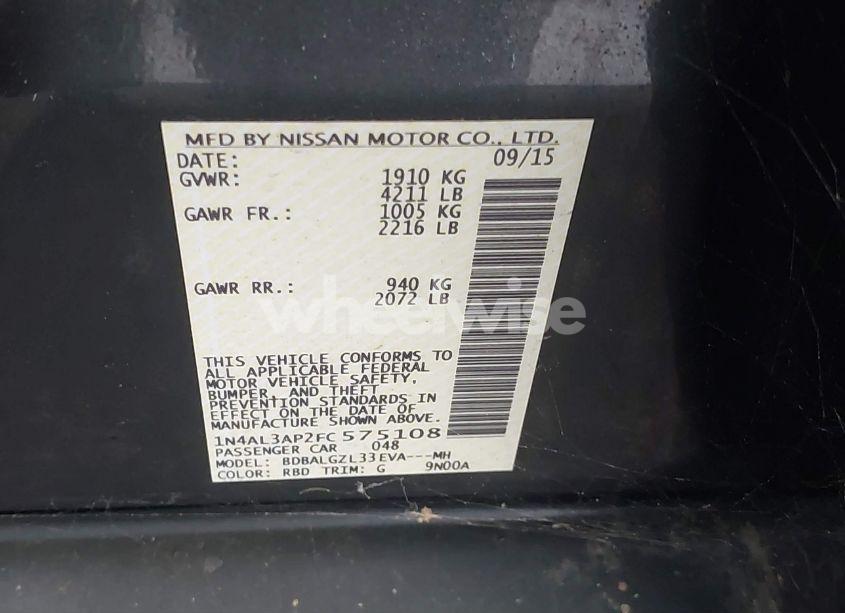 MFD BY NISSAN MOTOR CO., LTD.
DATE: 09/15
GVWR: 1910 KG
4211 LB
GAWR FR.: 1005 KG
2216 LB
GAWR RR.: 940 KG
2072 LB
wheelwise
THIS VEHICLE CONFORMS TO
ALL APPLICABLE FEDERAL
MOTOR VEHICLE SAFETY,
BUMPER, AND THEFT
PREVENTION STANDARDS IN
EFFECT ON THE DATE OF
MANUFACTURE SHOWN ABOVE.
1N4AL3AP2FC575108
PASSENGER CAR 048
MODEL: BDBALGZL33EVA---MH
COLOR: RBD TRIM: G 9N00A